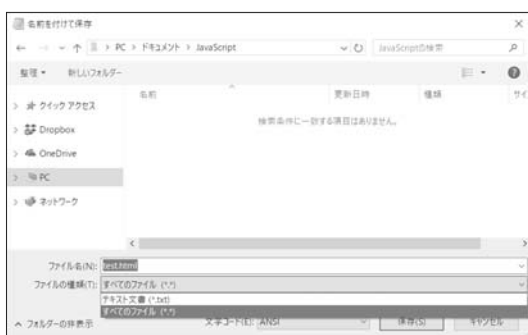 名前を付けて保存
PC > ドキュメント > JavaScript
JavaScriptの検索
整理 新しいフォルダー
名前 更新日時 種類 サイ
クイック アクセス
検索条件に一致する項目はありません。
Dropbox
OneDrive
PC
ネットワーク
ファイル名(N): test.html
ファイルの種類(T): すべてのファイル (*.*)
テキスト文書 (*.txt)
すべてのファイル (*.*)
フォルダーの非表示 文字コード(E): ANSI 保存(S) キャンセル